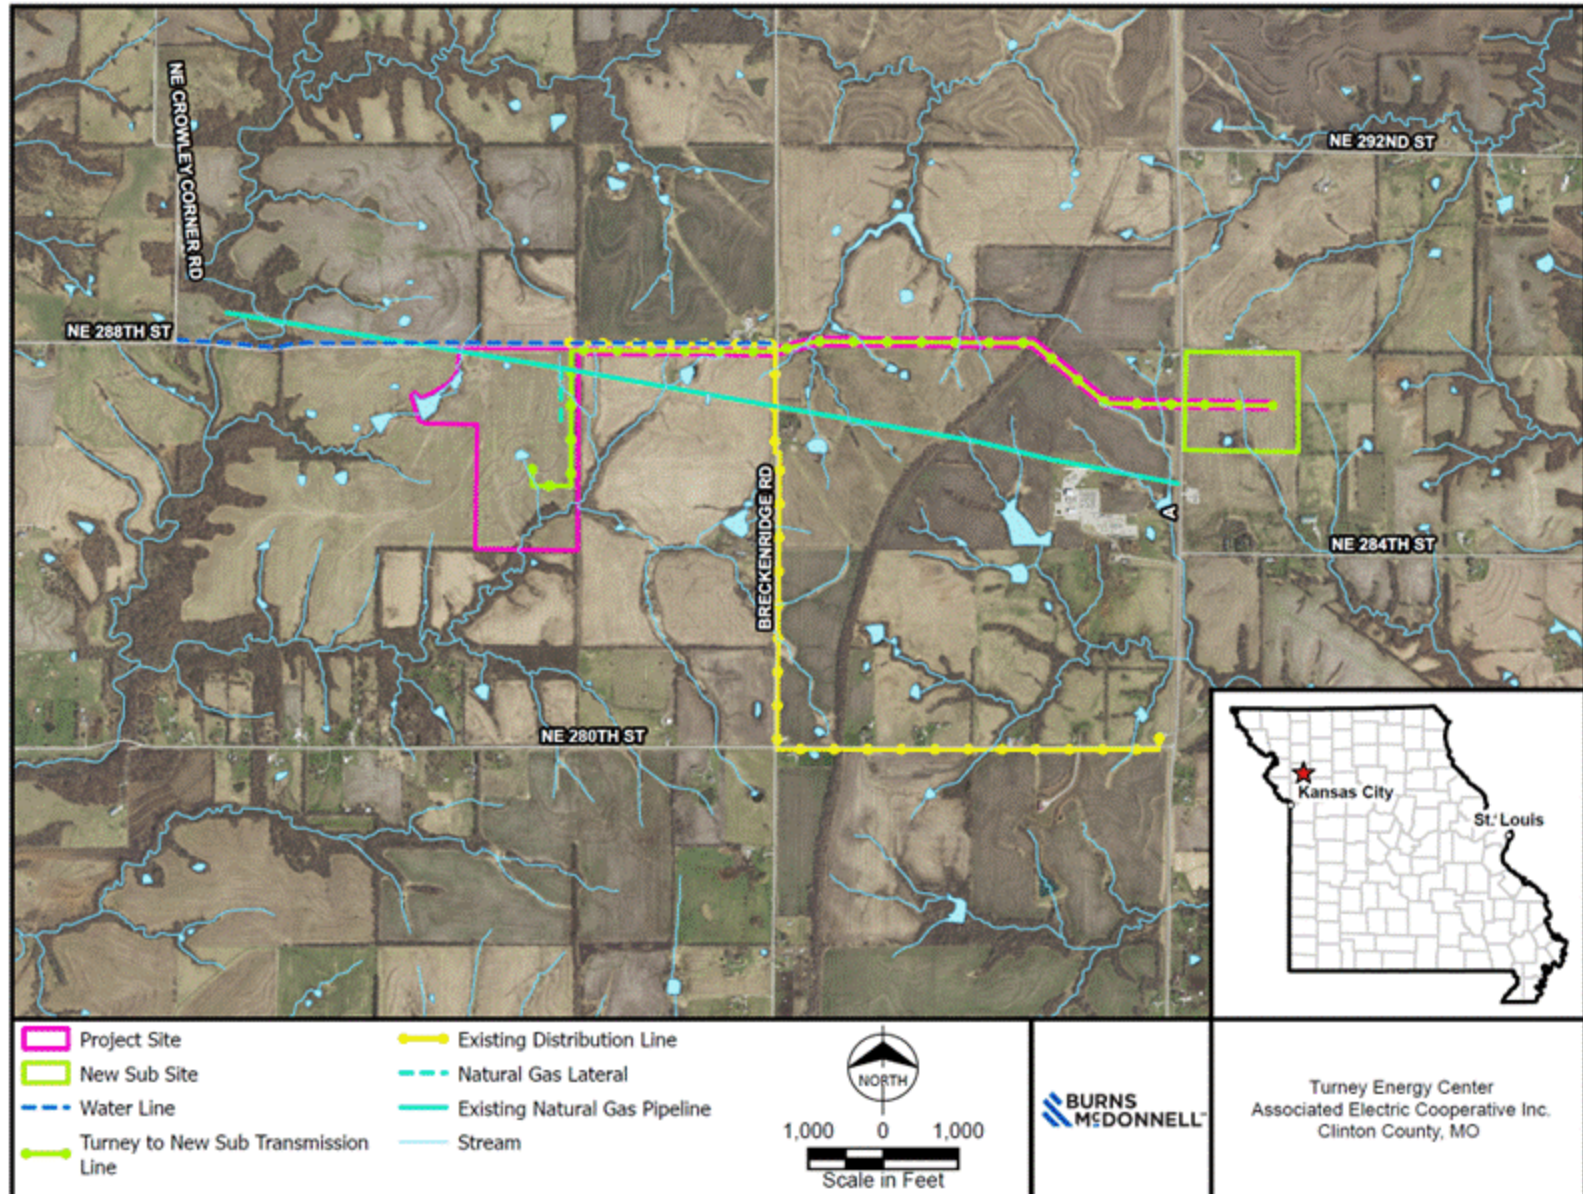 NE CROWLEY CORNER RD
NE 292ND ST
NE 288TH ST
BRECKENRIDGE RD
A
NE 284TH ST
NE 280TH ST
Kansas City
St. Louis
Project Site
New Sub Site
Water Line
Turney to New Sub Transmission
Line
Existing Distribution Line
Natural Gas Lateral
Existing Natural Gas Pipeline
Stream
NORTH
1,000 0 1,000
Scale in Feet
BURNS
McDONNELL
Turney Energy Center
Associated Electric Cooperative Inc.
Clinton County, MO